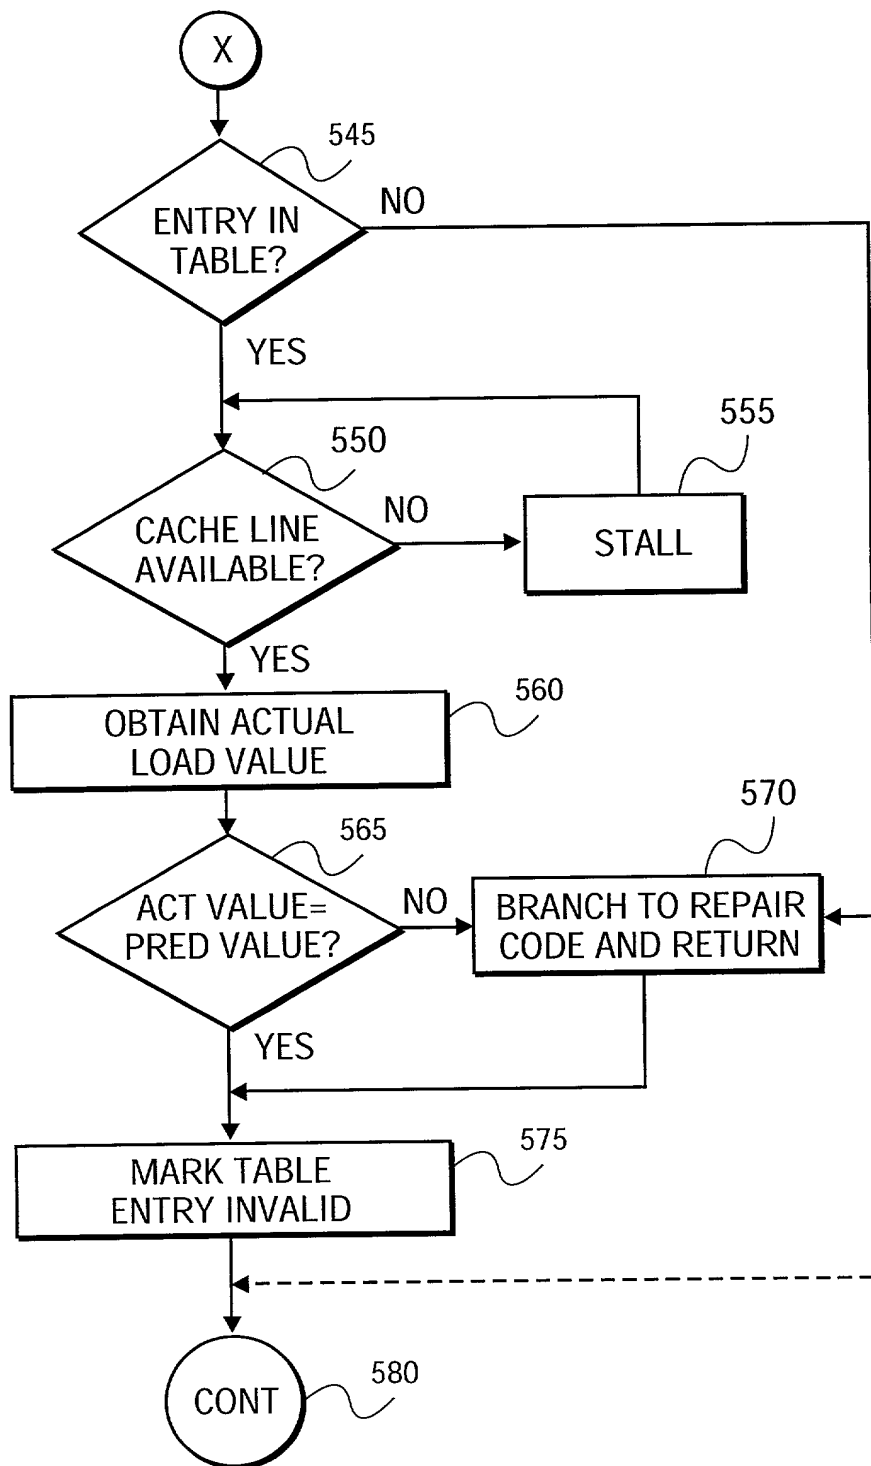 X
545
ENTRY IN
TABLE?
NO
YES
550
CACHE LINE
AVAILABLE?
NO
555
STALL
YES
560
OBTAIN ACTUAL
LOAD VALUE
565
ACT VALUE=
PRED VALUE?
NO
570
BRANCH TO REPAIR
CODE AND RETURN
YES
575
MARK TABLE
ENTRY INVALID
580
CONT